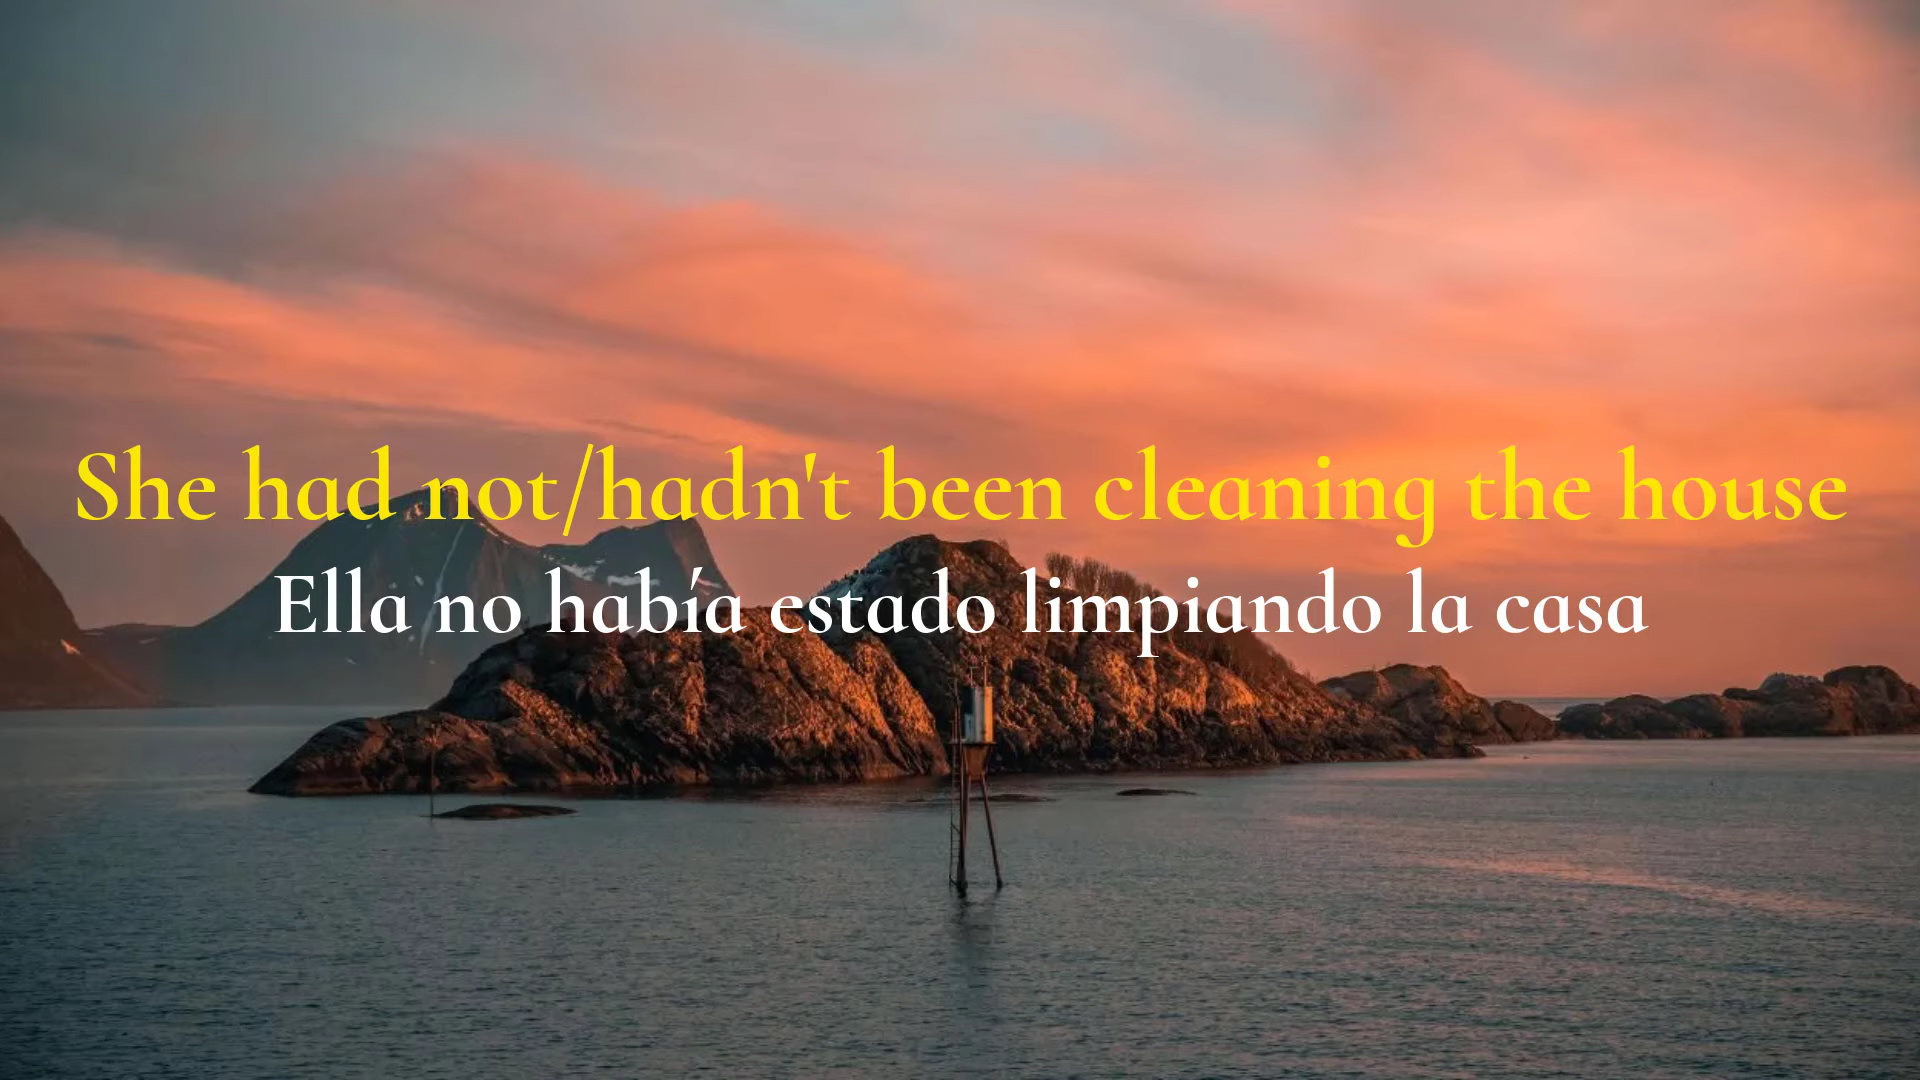 She had not/hadn't been cleaning the house
Ella no había estado limpiando la casa